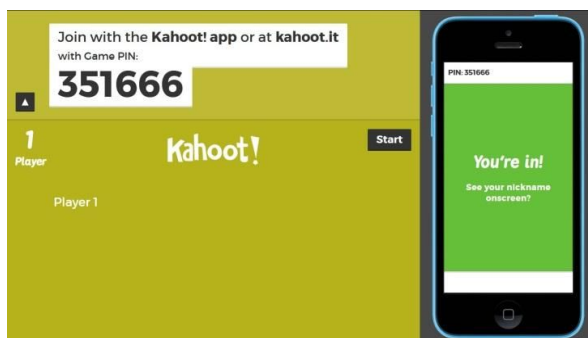 Join with the Kahoot! app or at kahoot.it
with Game PIN:
351666
1
Player
Kahoot!
Start
Player 1
PIN: 351666
You're in!
See your nickname
onscreen?